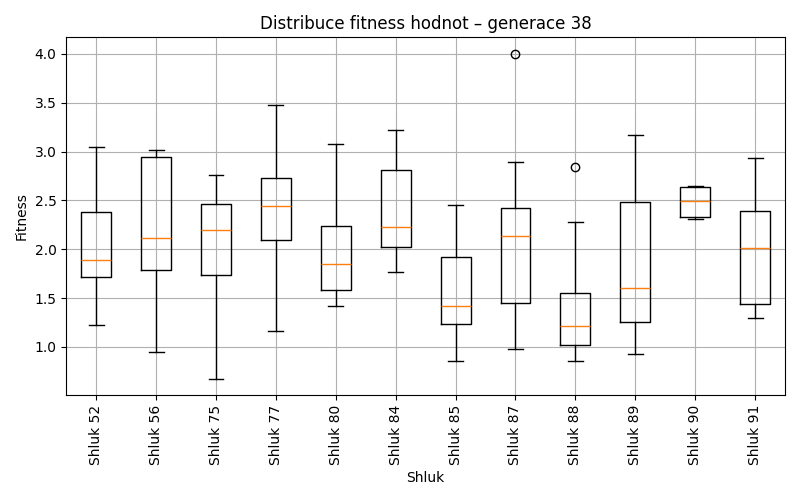 Distribuce fitness hodnot – generace 38
Fitness
4.0
3.5
3.0
2.5
2.0
1.5
1.0
Shluk 52
Shluk 56
Shluk 75
Shluk 77
Shluk 80
Shluk 84
Shluk 85
Shluk 87
Shluk 88
Shluk 89
Shluk 90
Shluk 91
Shluk